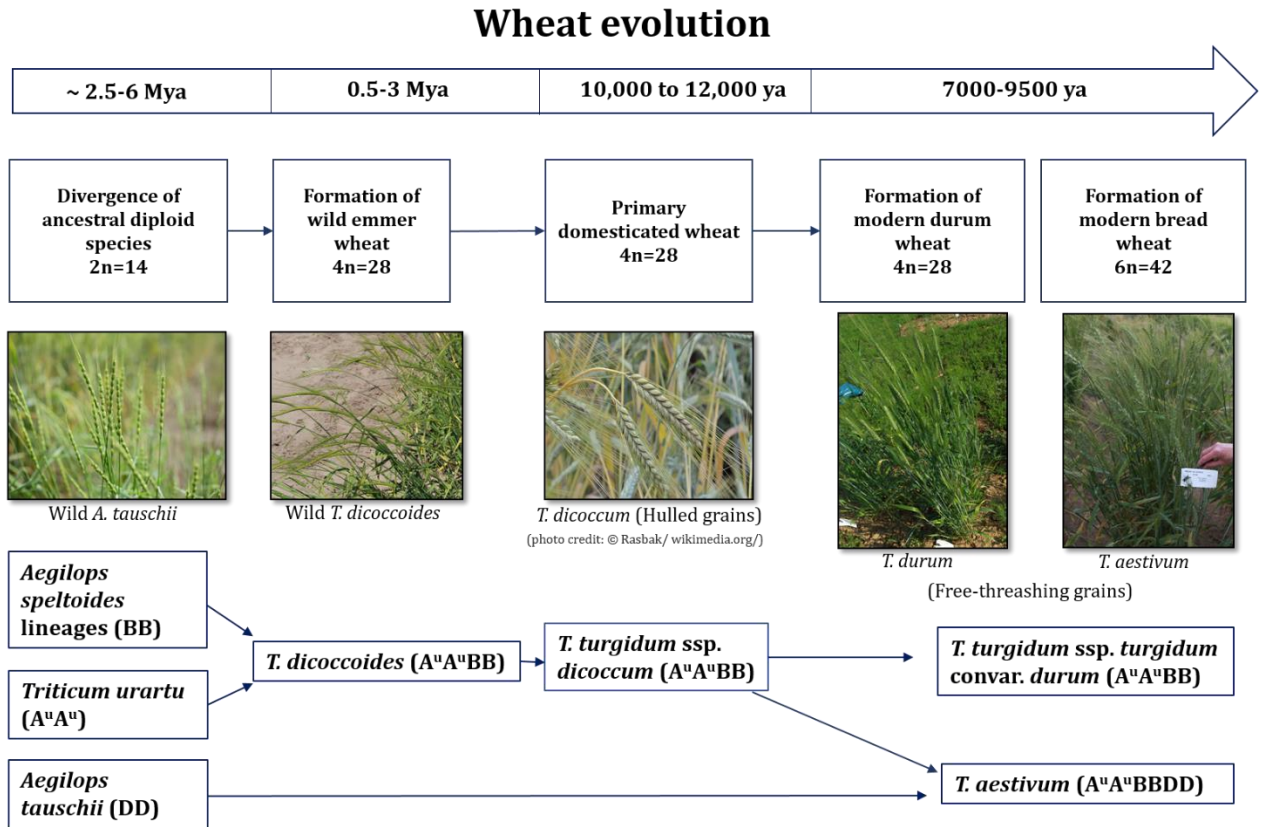 Wheat evolution
~ 2.5-6 Mya
0.5-3 Mya
10,000 to 12,000 ya
7000-9500 ya
Divergence of
ancestral diploid
species
2n=14
Formation of
wild emmer
wheat
4n=28
Primary
domesticated wheat
4n=28
Formation of
modern durum
wheat
4n=28
Formation of
modern bread
wheat
6n=42
Wild A. tauschii
Wild T. dicoccoides
T. dicoccum (Hulled grains)
(photo credit: © Rasbak/ wikimedia.org/)
T. durum
T. aestivum
(Free-threashing grains)
Aegilops
speltoides
lineages (BB)
Triticum urartu
(AᵘAᵘ)
Aegilops
tauschii (DD)
T. dicoccoides (AᵘAᵘBB)
T. turgidum ssp.
dicoccum (AᵘAᵘBB)
T. turgidum ssp. turgidum
convar. durum (AᵘAᵘBB)
T. aestivum (AᵘAᵘBBDD)